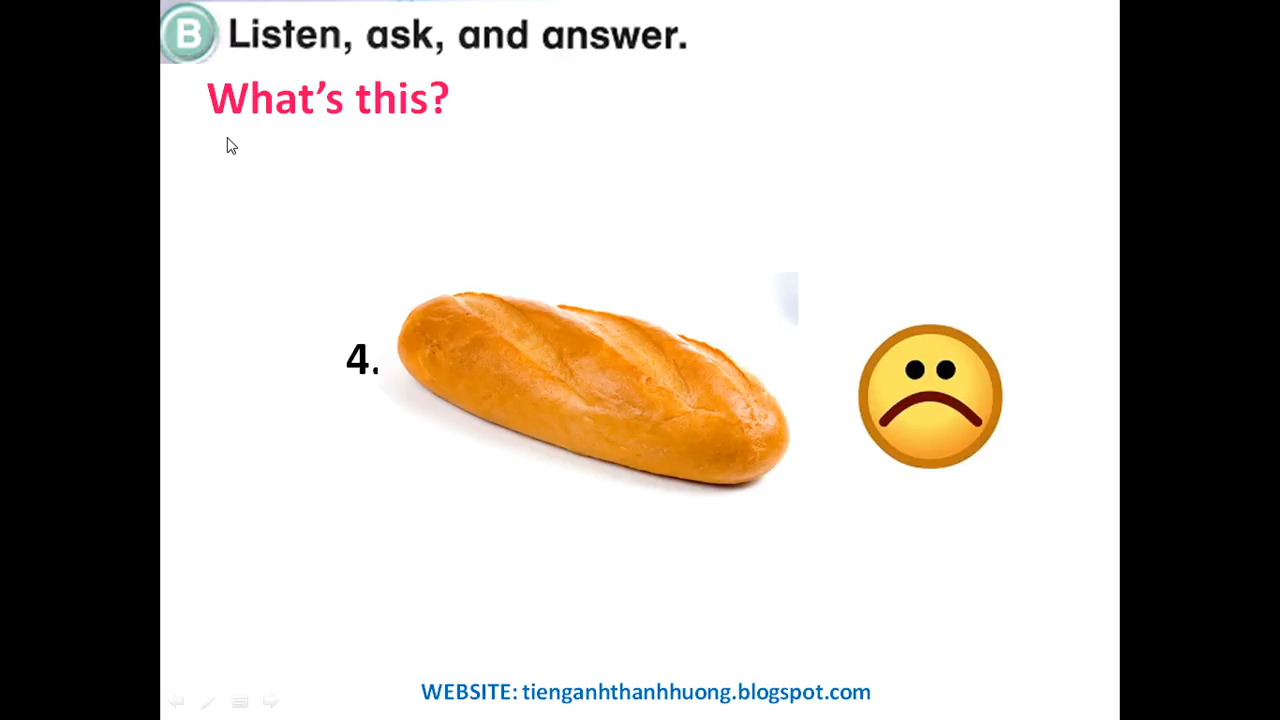 B Listen, ask, and answer.
What's this?
4.
WEBSITE: tienganhthanhhuong.blogspot.com